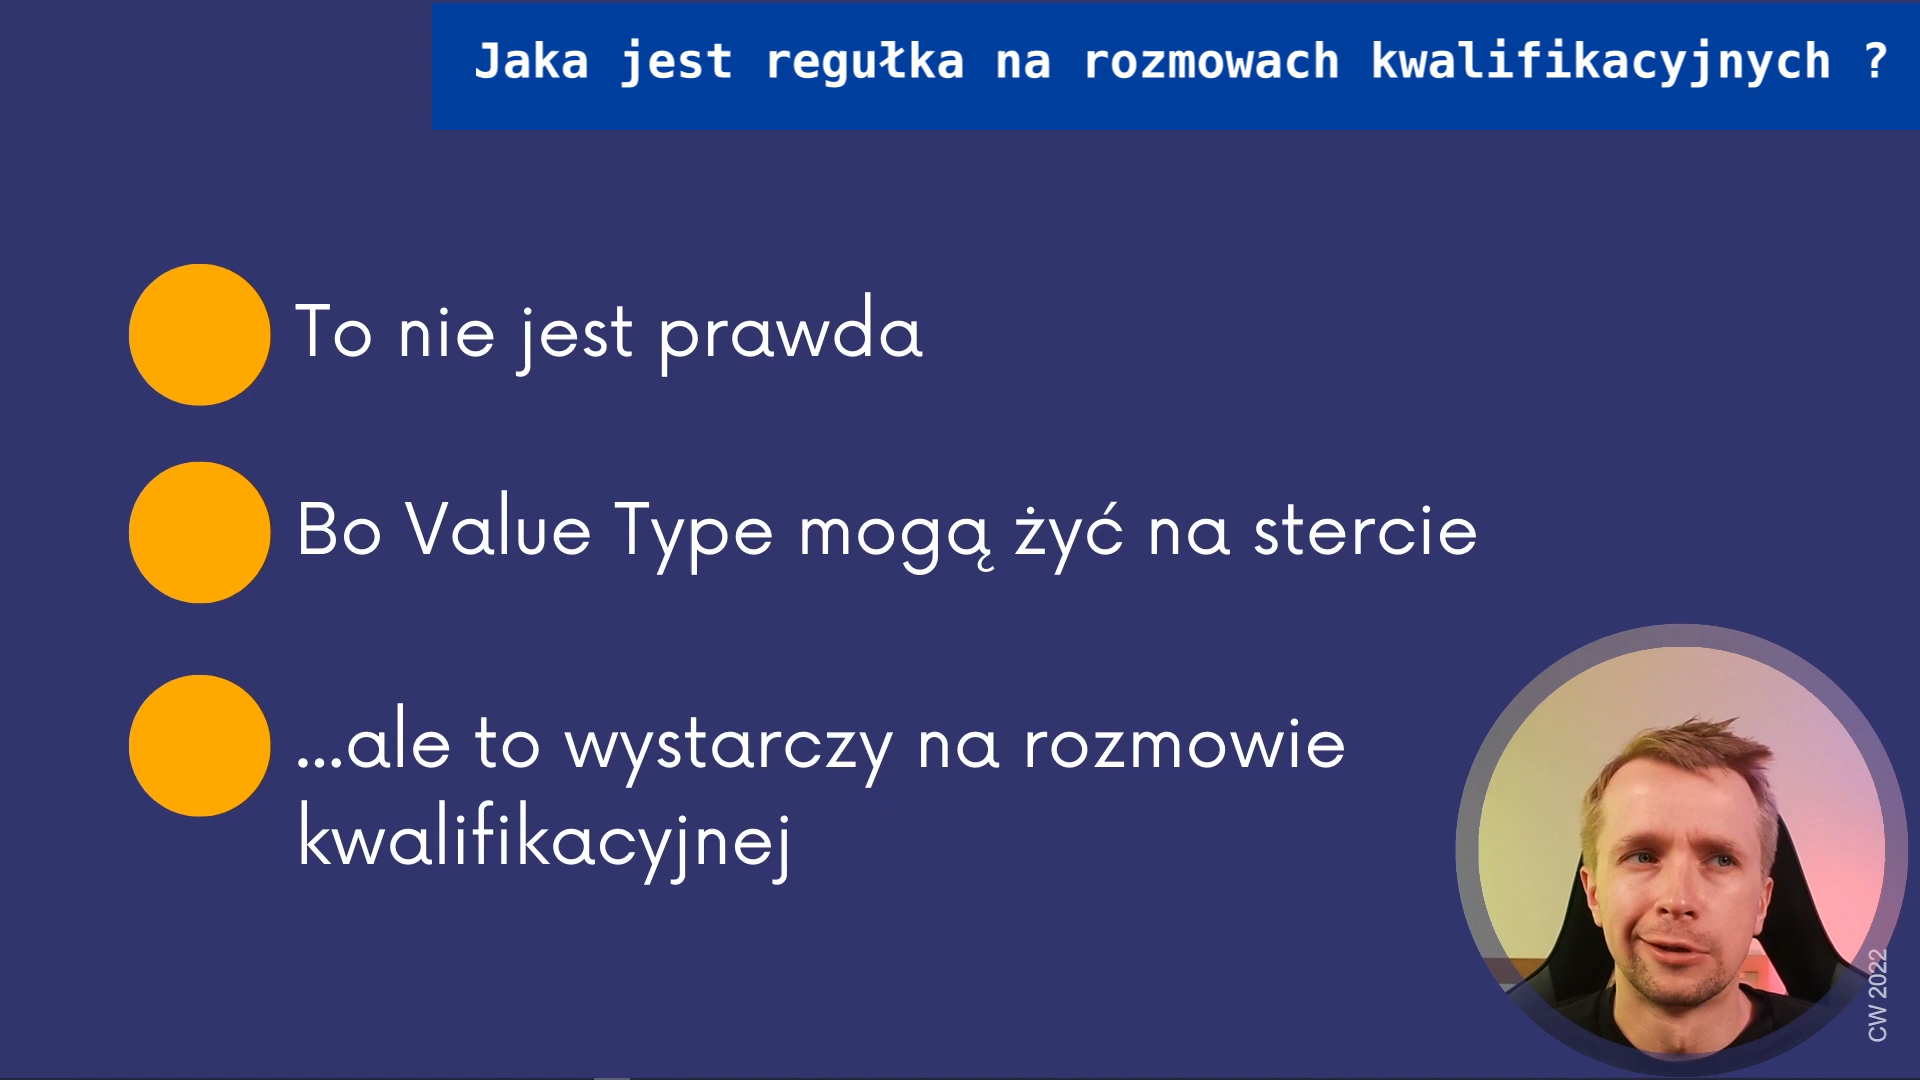 Jaka jest regułka na rozmowach kwalifikacyjnych ?
To nie jest prawda
Bo Value Type mogą żyć na stercie
...ale to wystarczy na rozmowie
kwalifikacyjnej
CW 2022